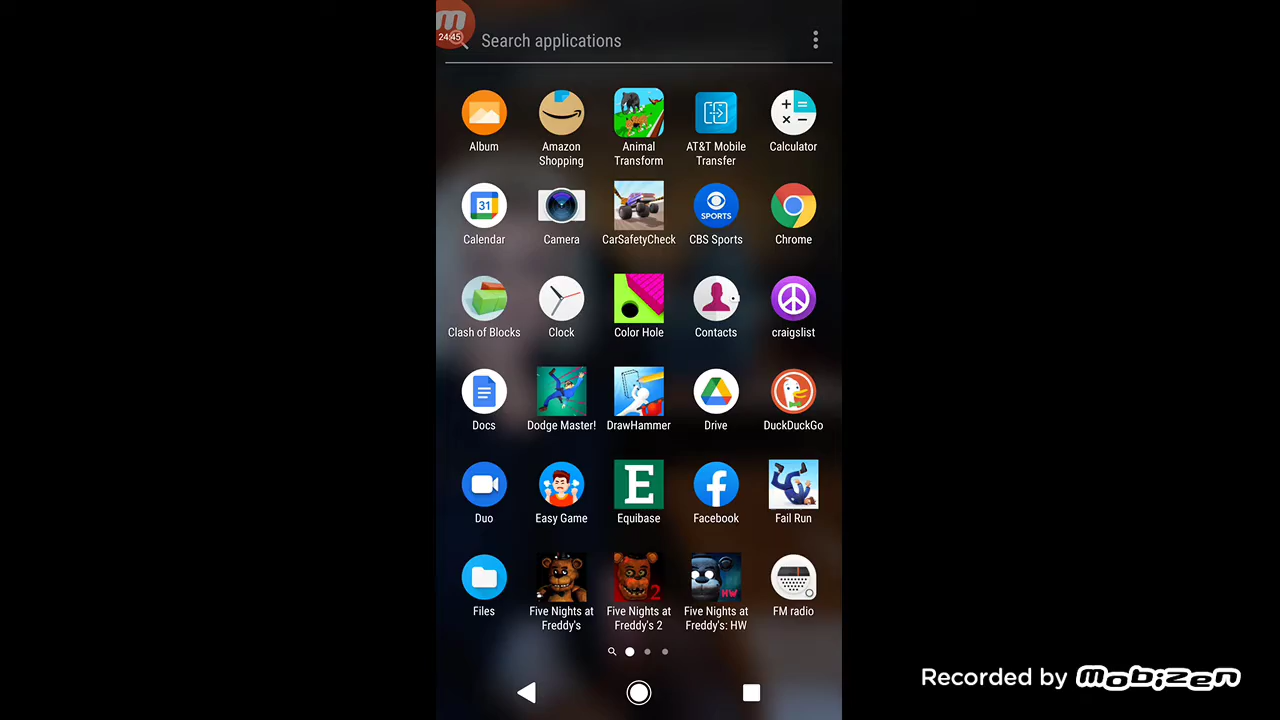 24:45
Search applications
Album
Amazon
Shopping
Animal
Transform
AT&T Mobile
Transfer
Calculator
31
Calendar
Camera
CarSafetyCheck
SPORTS
CBS Sports
Chrome
Clash of Blocks
Clock
Color Hole
Contacts
craigslist
Docs
Dodge Master!
DrawHammer
Drive
DuckDuckGo
Duo
Easy Game
E
Equibase
Facebook
Fail Run
Files
Five Nights at
Freddy's
2
Five Nights at
Freddy's 2
HW
Five Nights at
Freddy's: HW
FM radio
Recorded by mobizen